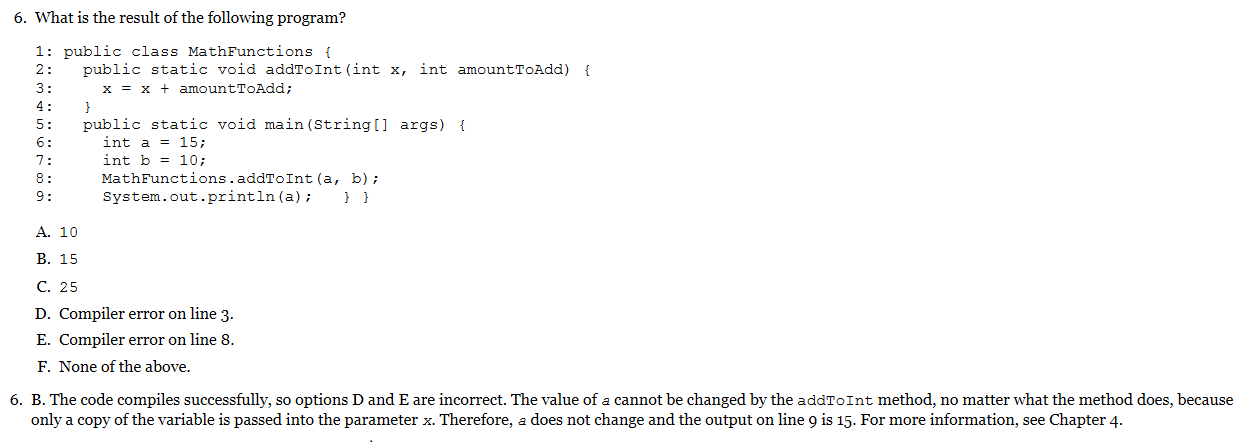 6. What is the result of the following program?
1: public class MathFunctions {
2:   public static void addToInt(int x, int amountToAdd) {
3:     x = x + amountToAdd;
4:   }
5:   public static void main(String[] args) {
6:     int a = 15;
7:     int b = 10;
8:     MathFunctions.addToInt(a, b);
9:     System.out.println(a);   } }
A. 10
B. 15
C. 25
D. Compiler error on line 3.
E. Compiler error on line 8.
F. None of the above.
6. B. The code compiles successfully, so options D and E are incorrect. The value of a cannot be changed by the addToInt method, no matter what the method does, because
only a copy of the variable is passed into the parameter x. Therefore, a does not change and the output on line 9 is 15. For more information, see Chapter 4.